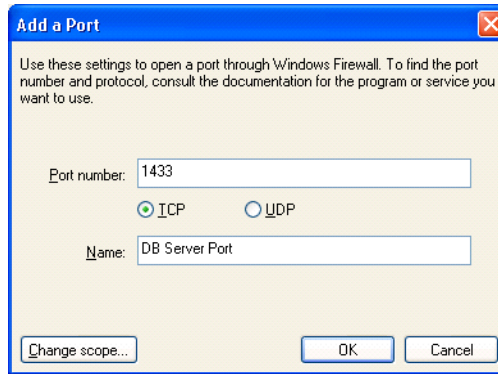 Add a Port
Use these settings to open a port through Windows Firewall. To find the port
number and protocol, consult the documentation for the program or service you
want to use.
Port number: 1433
TCP UDP
Name: DB Server Port
Change scope... OK Cancel